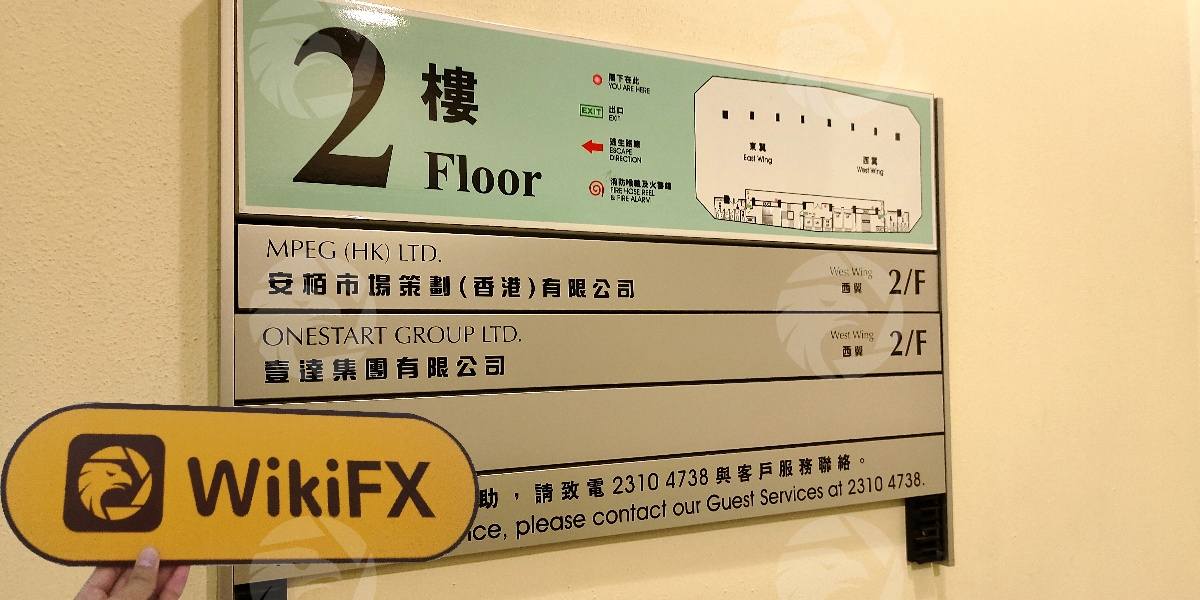 2 樓
Floor
閣下在此
YOU ARE HERE
EXIT 出口
EXIT
逃生路線
ESCAPE
DIRECTION
消防喉轆及火警鐘
FIRE HOSE REEL
& FIRE ALARM
東翼
East Wing
西翼
West Wing
MPEG (HK) LTD.
安栢市場策劃(香港)有限公司
West Wing
西翼
2/F
ONESTART GROUP LTD.
壹達集團有限公司
West Wing
西翼
2/F
助，請致電 2310 4738 與客戶服務聯絡。
nce, please contact our Guest Services at 2310 4738.
WikiFX